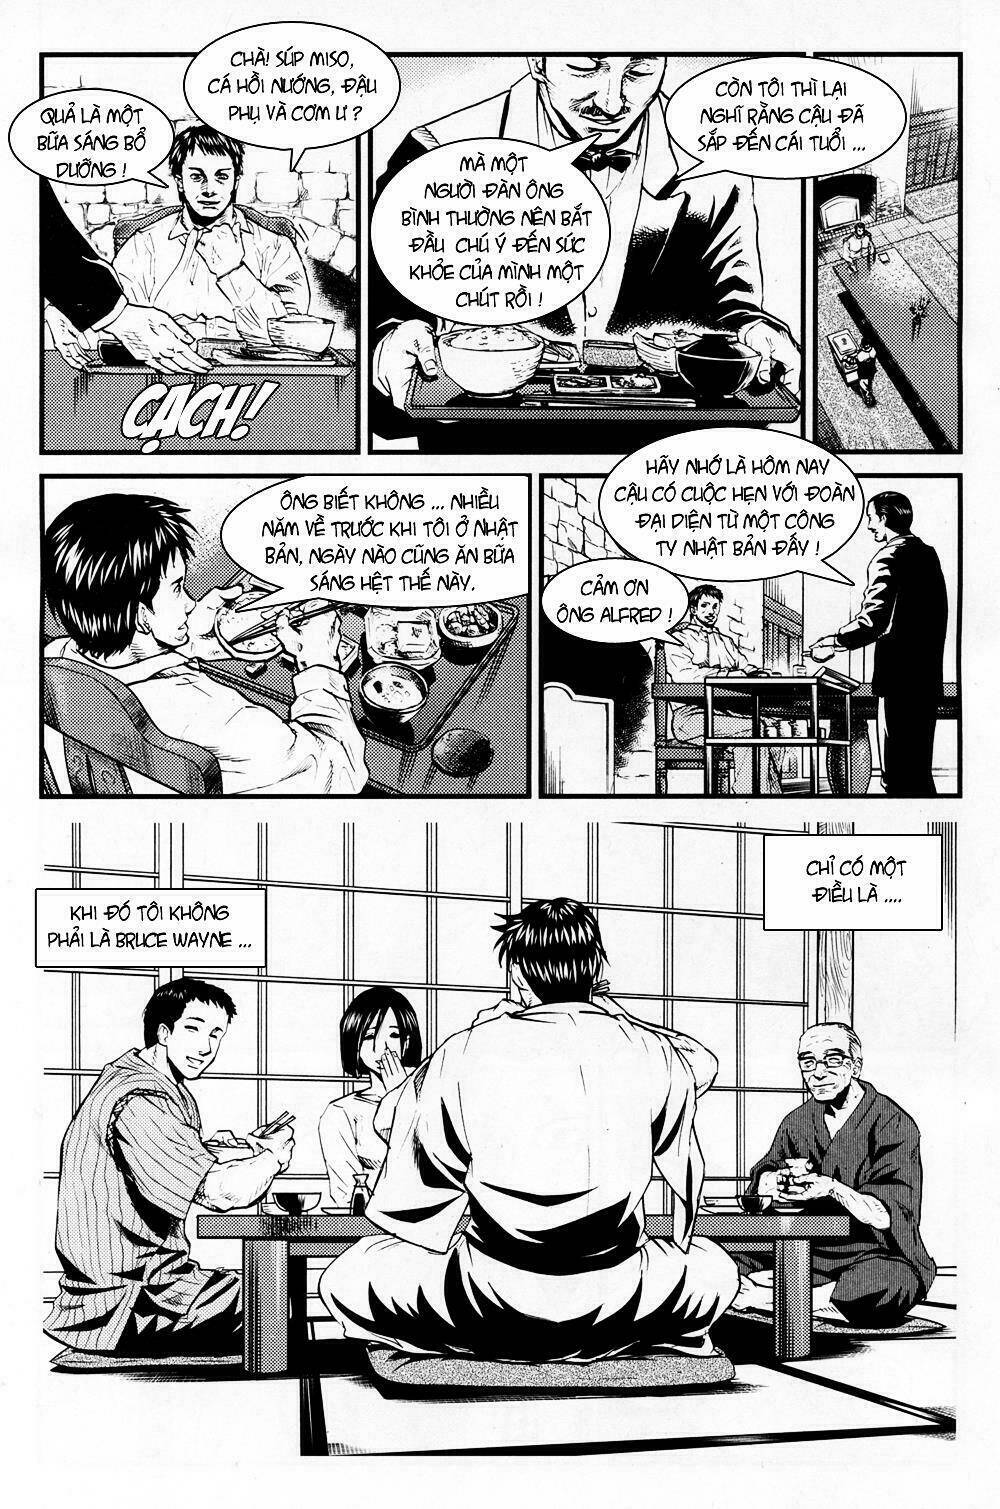 CHÀ! SÚP MISO,
CÁ HỒI NƯỚNG, ĐẬU
PHỤ VÀ CƠM Ư ?
QUẢ LÀ MỘT
BỮA SÁNG BỔ
DƯỠNG !
CẠCH!
CÒN TÔI THÌ LẠI
NGHĨ RẰNG CẬU ĐÃ
SẮP ĐẾN CÁI TUỔI ...
MÀ MỘT
NGƯỜI ĐÀN ÔNG
BÌNH THƯỜNG NÊN BẮT
ĐẦU CHÚ Ý ĐẾN SỨC
KHỎE CỦA MÌNH MỘT
CHÚT RỒI !
ÔNG BIẾT KHÔNG ... NHIỀU
NĂM VỀ TRƯỚC KHI TÔI Ở NHẬT
BẢN, NGÀY NÀO CŨNG ĂN BỮA
SÁNG HỆT THẾ NÀY.
HÃY NHỚ LÀ HÔM NAY
CẬU CÓ CUỘC HẸN VỚI ĐOÀN
ĐẠI DIỆN TỪ MỘT CÔNG
TY NHẬT BẢN ĐẤY !
CẢM ƠN
ÔNG ALFRED !
KHI ĐÓ TÔI KHÔNG
PHẢI LÀ BRUCE WAYNE ...
CHỈ CÓ MỘT
ĐIỀU LÀ ....